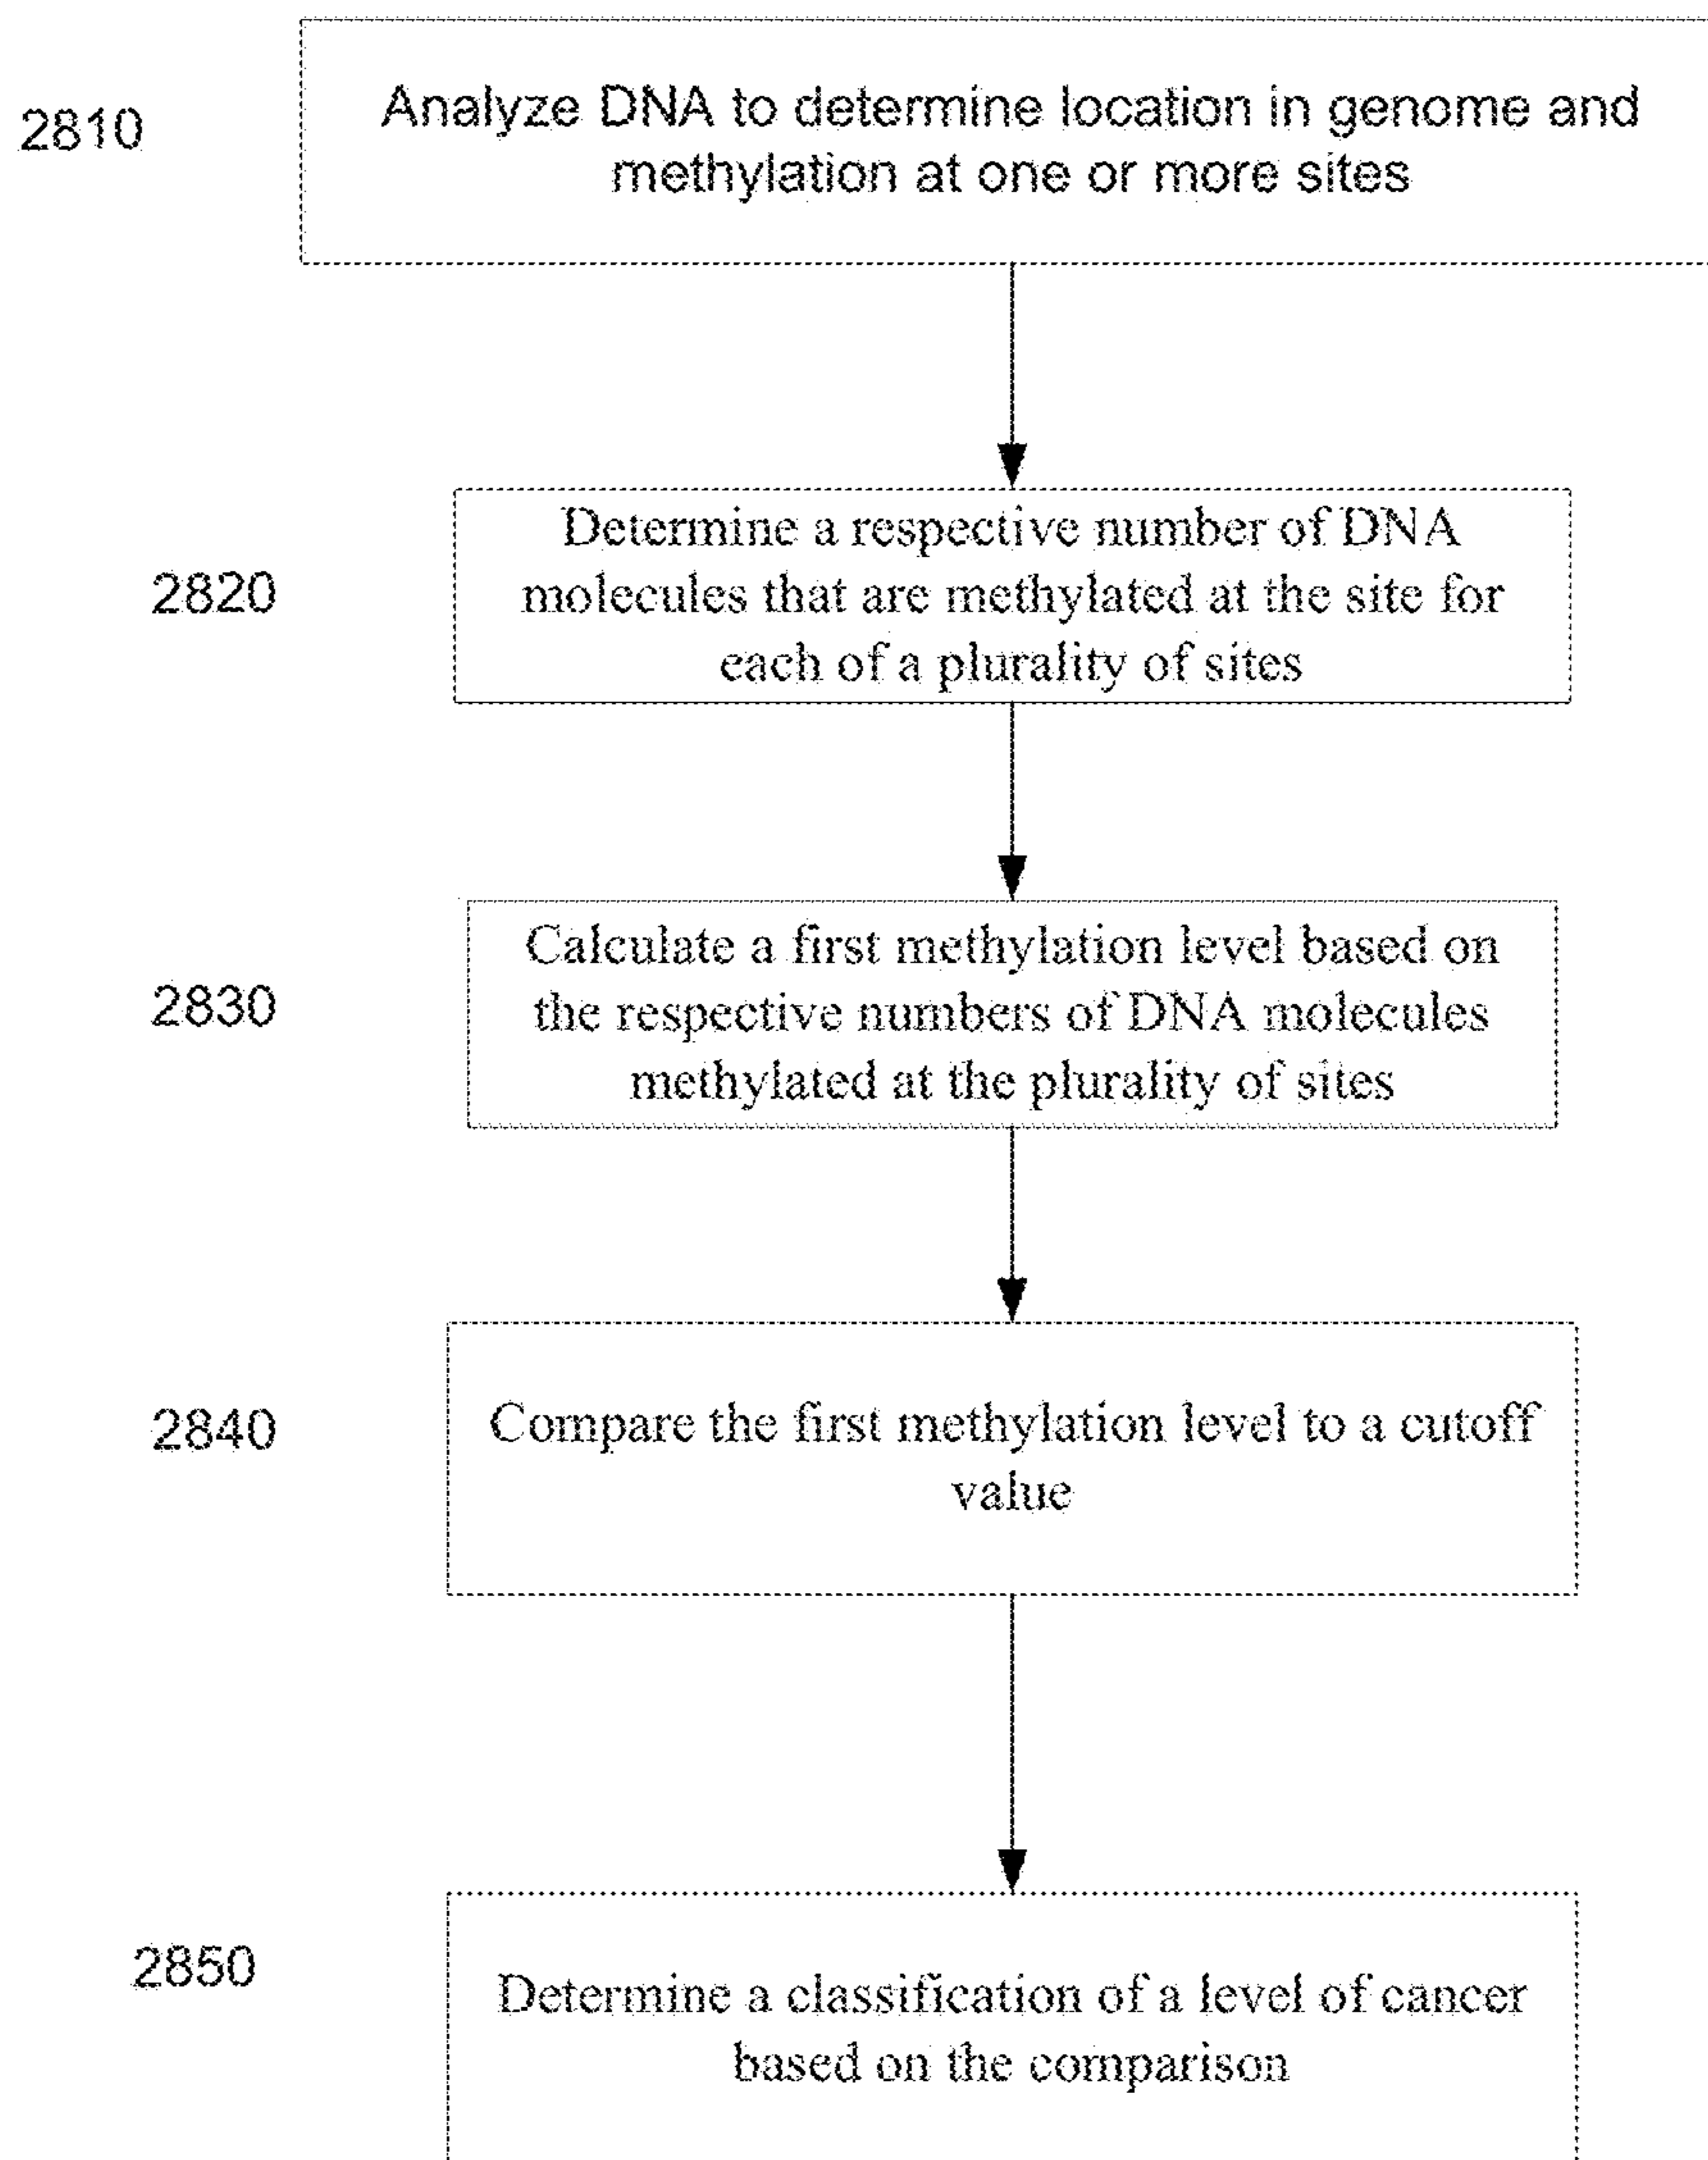 2810
Analyze DNA to determine location in genome and
methylation at one or more sites
2820
Determine a respective number of DNA
molecules that are methylated at the site for
each of a plurality of sites
2830
Calculate a first methylation level based on
the respective numbers of DNA molecules
methylated at the plurality of sites
2840
Compare the first methylation level to a cutoff
value
2850
Determine a classification of a level of cancer
based on the comparison